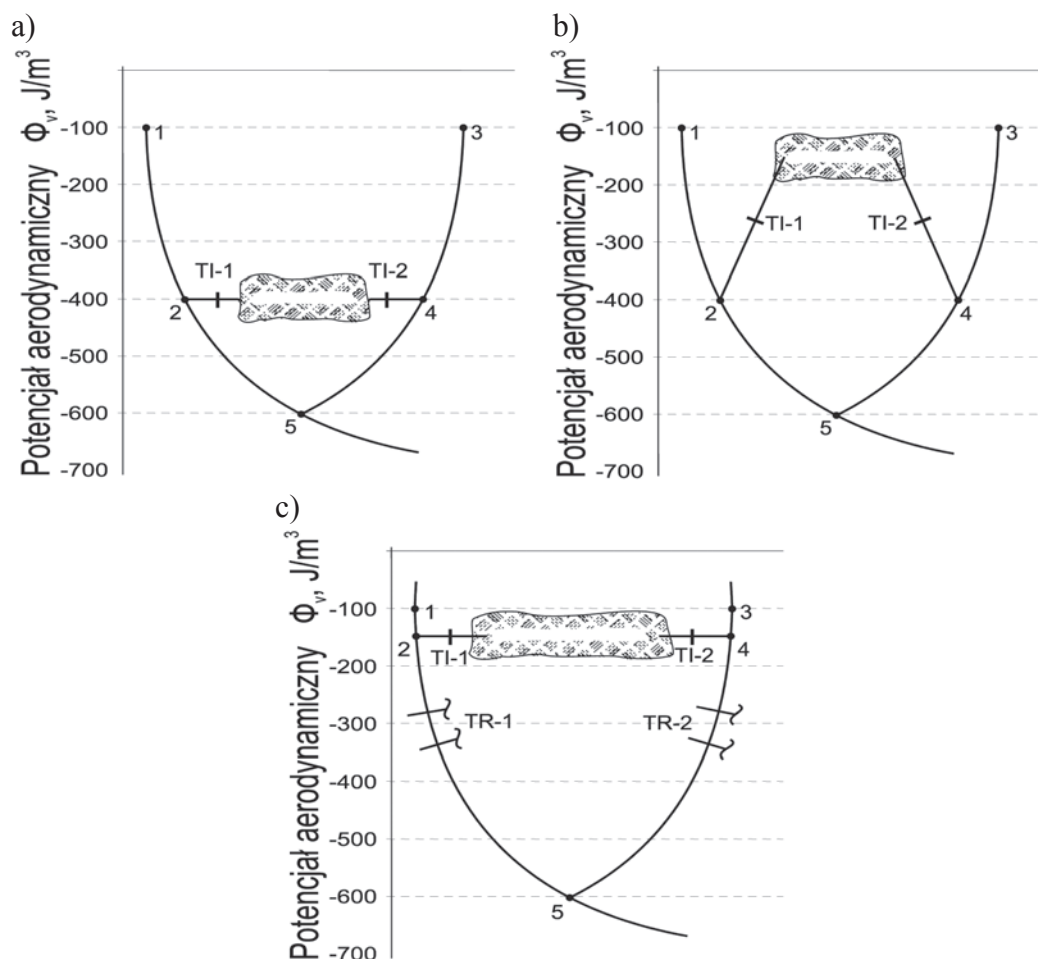 a)
Potencjał aerodynamiczny Φv, J/m³
-100
-200
-300
-400
-500
-600
-700
1
3
TI-1
TI-2
2
4
5
b)
Potencjał aerodynamiczny Φv, J/m³
-100
-200
-300
-400
-500
-600
-700
1
3
TI-1
TI-2
2
4
5
c)
Potencjał aerodynamiczny Φv, J/m³
-100
-200
-300
-400
-500
-600
-700
1
3
2
4
TI-1
TI-2
TR-1
TR-2
5